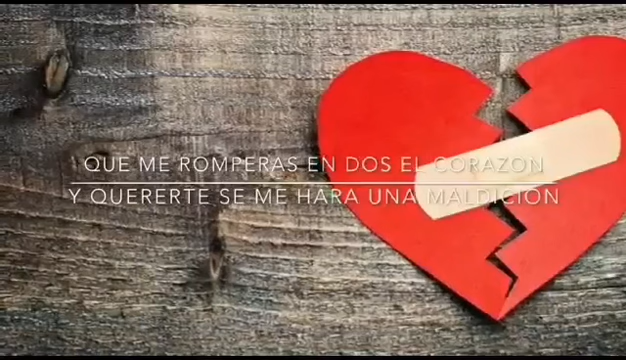 QUE ME ROMPERAS EN DOS EL CORAZON
Y QUERERTE SE ME HARA UNA MALDICION